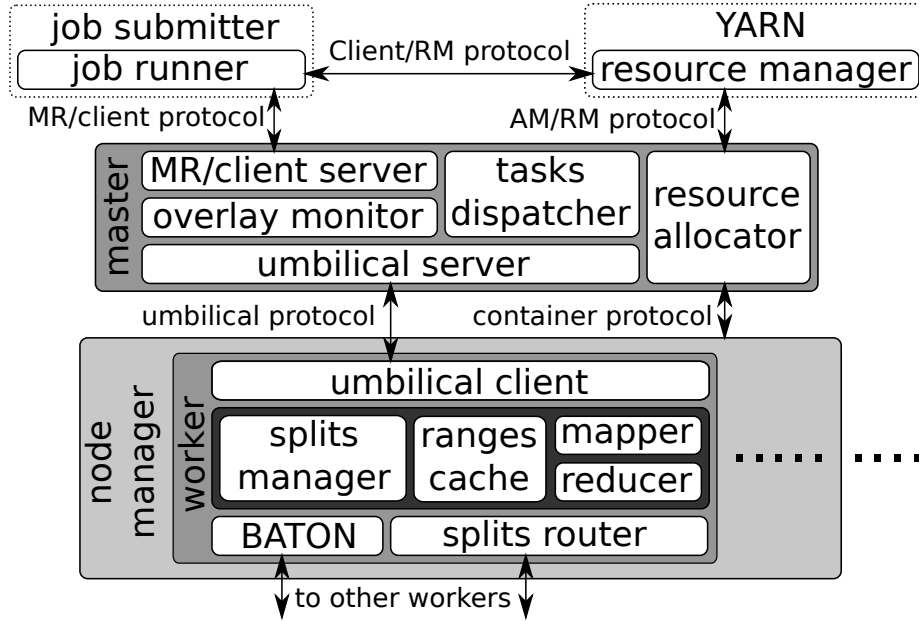 job submitter
job runner
Client/RM protocol
YARN
resource manager
MR/client protocol
AM/RM protocol
master
MR/client server
overlay monitor
tasks
dispatcher
umbilical server
resource
allocator
umbilical protocol
container protocol
node
manager
worker
umbilical client
splits
manager
ranges
cache
mapper
reducer
BATON
splits router
to other workers